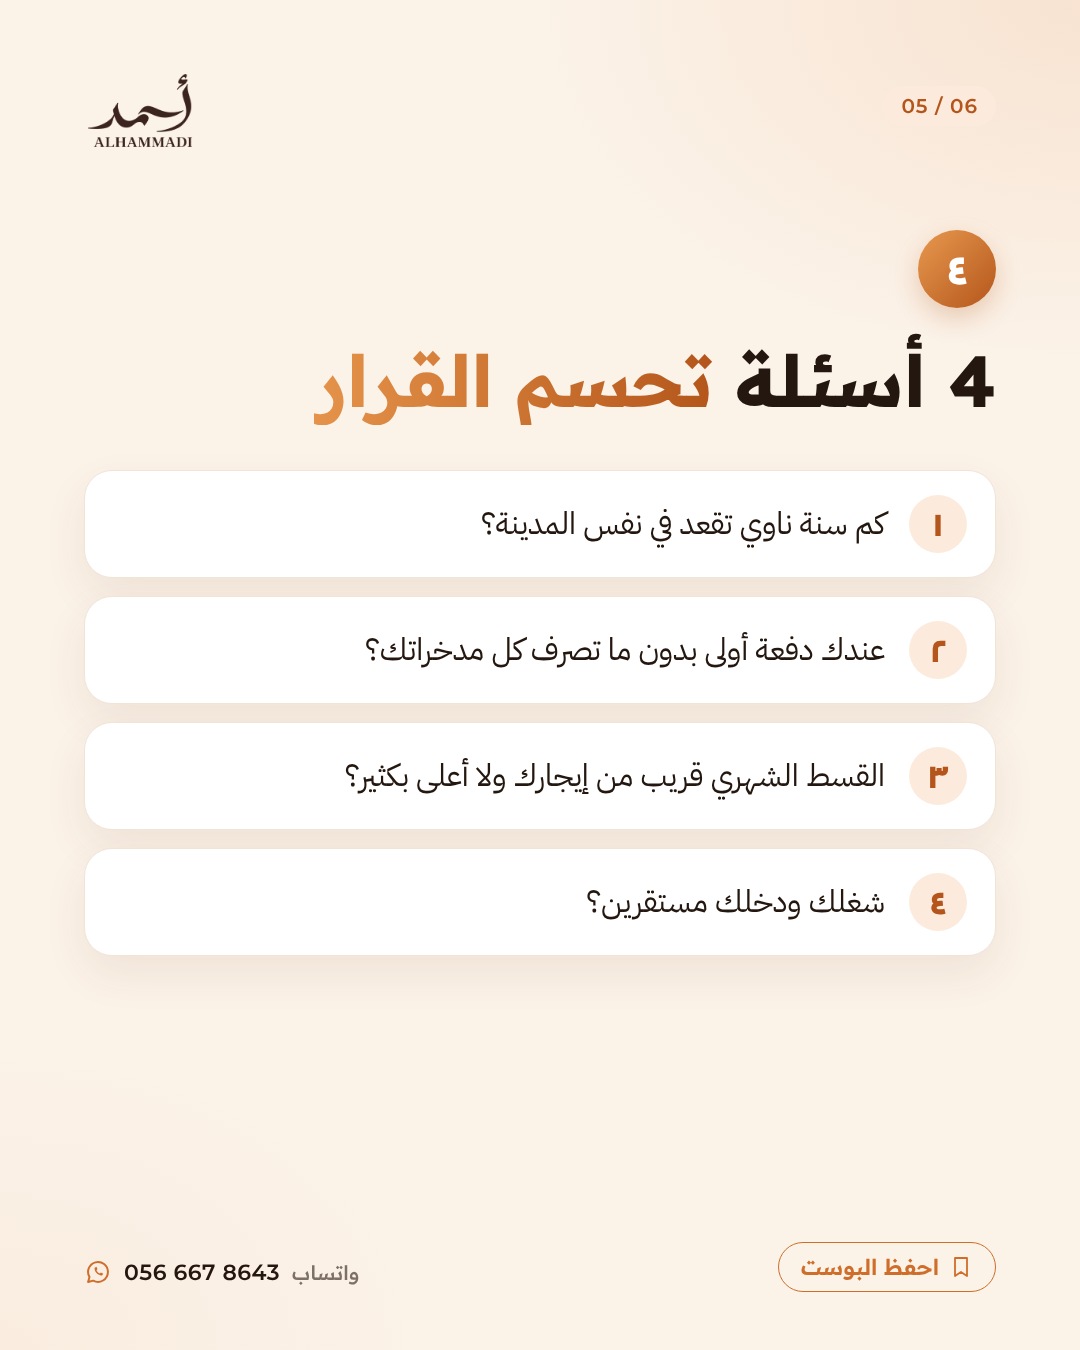 أحمد
ALHAMMADI
05 / 06
٤
4 أسئلة تحسم القرار
١ كم سنة ناوي تقعد في نفس المدينة؟
٢ عندك دفعة أولى بدون ما تصرف كل مدخراتك؟
٣ القسط الشهري قريب من إيجارك ولا أعلى بكثير؟
٤ شغلك ودخلك مستقرين؟
احفظ البوست
واتساب 056 667 8643